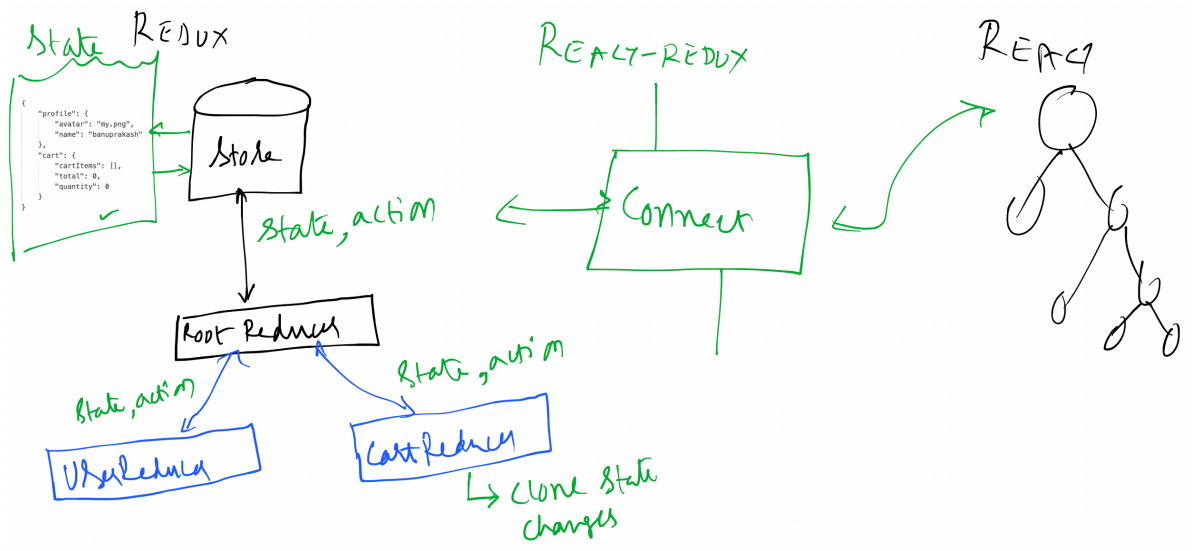 State
REDUX
REACT-REDUX
REACT
{
"profile": {
"avatar": "my.png",
"name": "banuprakash"
},
"cart": {
"cartItems": [],
"total": 0,
"quantity": 0
}
}
Store
Connect
State, action
Root Reducer
State, action
State, action
UserReducer
CartReducer
clone state
changes